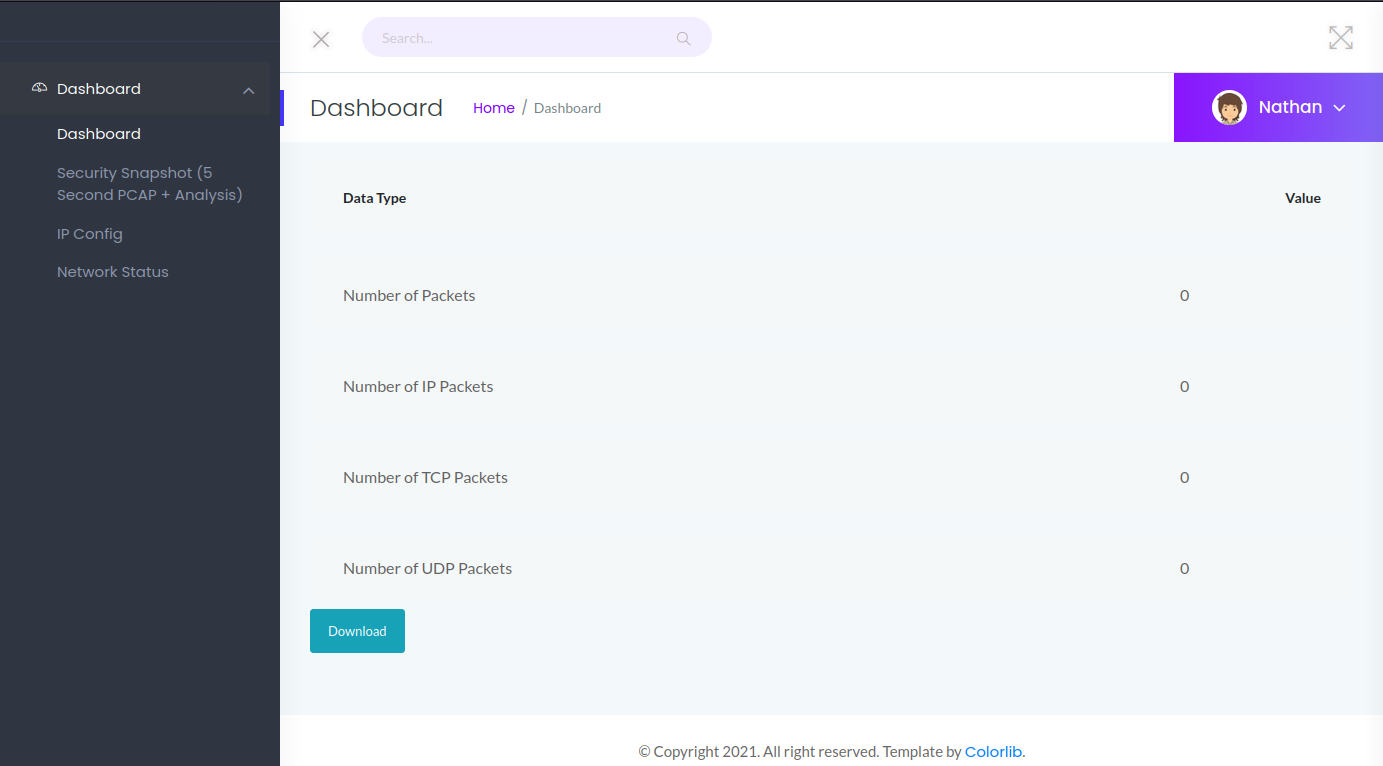 Search...
Dashboard
Dashboard
Security Snapshot (5
Second PCAP + Analysis)
IP Config
Network Status
Dashboard Home / Dashboard
Nathan
Data Type Value
Number of Packets 0
Number of IP Packets 0
Number of TCP Packets 0
Number of UDP Packets 0
Download
© Copyright 2021. All right reserved. Template by Colorlib.